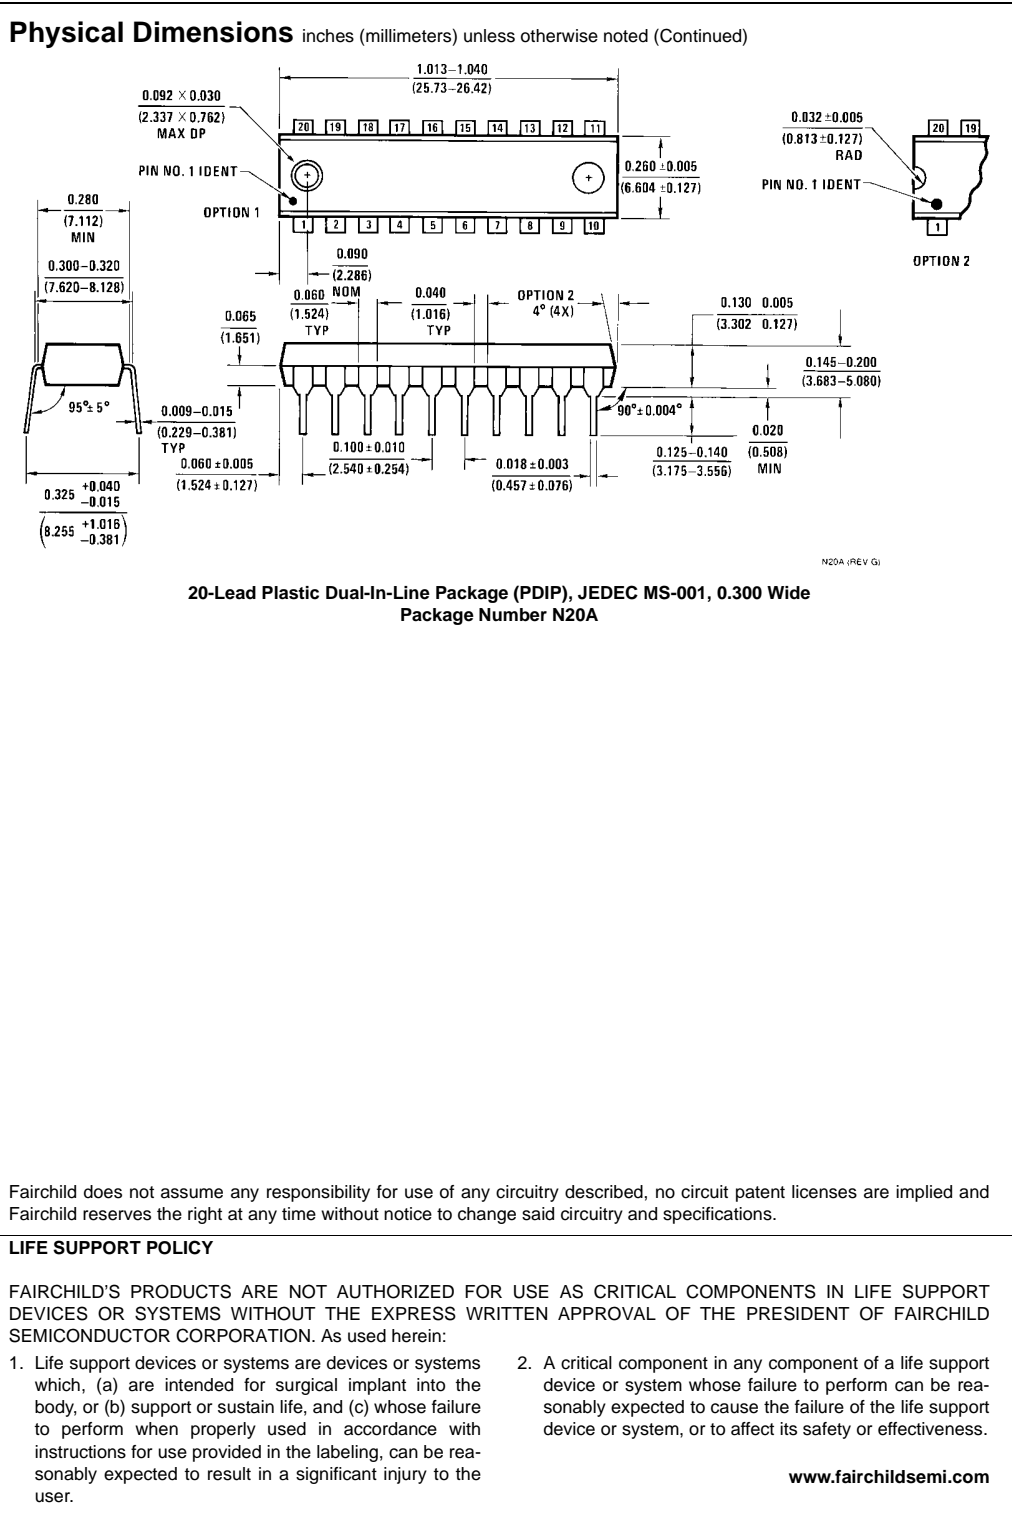 Physical Dimensions inches (millimeters) unless otherwise noted (Continued)
1.013–1.040
(25.73–26.42)
0.092 × 0.030
(2.337 × 0.762)
MAX DP
20 19 18 17 16 15 14 13 12 11
0.032 ±0.005
(0.813 ±0.127)
RAD
20 19
PIN NO. 1 IDENT
0.260 ±0.005
(6.604 ±0.127)
PIN NO. 1 IDENT
OPTION 1
1 2 3 4 5 6 7 8 9 10
1
OPTION 2
0.280
(7.112)
MIN
0.090
(2.286)
NOM
0.300–0.320
(7.620–8.128)
0.060
(1.524)
TYP
0.040
(1.016)
TYP
OPTION 2
4° (4X)
0.130 0.005
(3.302 0.127)
0.065
(1.651)
0.145–0.200
(3.683–5.080)
95°± 5°
0.009–0.015
(0.229–0.381)
TYP
90°±0.004°
0.020
(0.508)
MIN
0.100 ±0.010
(2.540 ±0.254)
0.125–0.140
(3.175–3.556)
0.060 ±0.005
(1.524 ±0.127)
0.018 ±0.003
(0.457 ±0.076)
0.325 +0.040
−0.015
(8.255 +1.016
−0.381)
N20A (REV G)
20-Lead Plastic Dual-In-Line Package (PDIP), JEDEC MS-001, 0.300 Wide
Package Number N20A
Fairchild does not assume any responsibility for use of any circuitry described, no circuit patent licenses are implied and
Fairchild reserves the right at any time without notice to change said circuitry and specifications.
LIFE SUPPORT POLICY
FAIRCHILD'S PRODUCTS ARE NOT AUTHORIZED FOR USE AS CRITICAL COMPONENTS IN LIFE SUPPORT
DEVICES OR SYSTEMS WITHOUT THE EXPRESS WRITTEN APPROVAL OF THE PRESIDENT OF FAIRCHILD
SEMICONDUCTOR CORPORATION. As used herein:
1. Life support devices or systems are devices or systems
which, (a) are intended for surgical implant into the
body, or (b) support or sustain life, and (c) whose failure
to perform when properly used in accordance with
instructions for use provided in the labeling, can be rea-
sonably expected to result in a significant injury to the
user.
2. A critical component in any component of a life support
device or system whose failure to perform can be rea-
sonably expected to cause the failure of the life support
device or system, or to affect its safety or effectiveness.
www.fairchildsemi.com